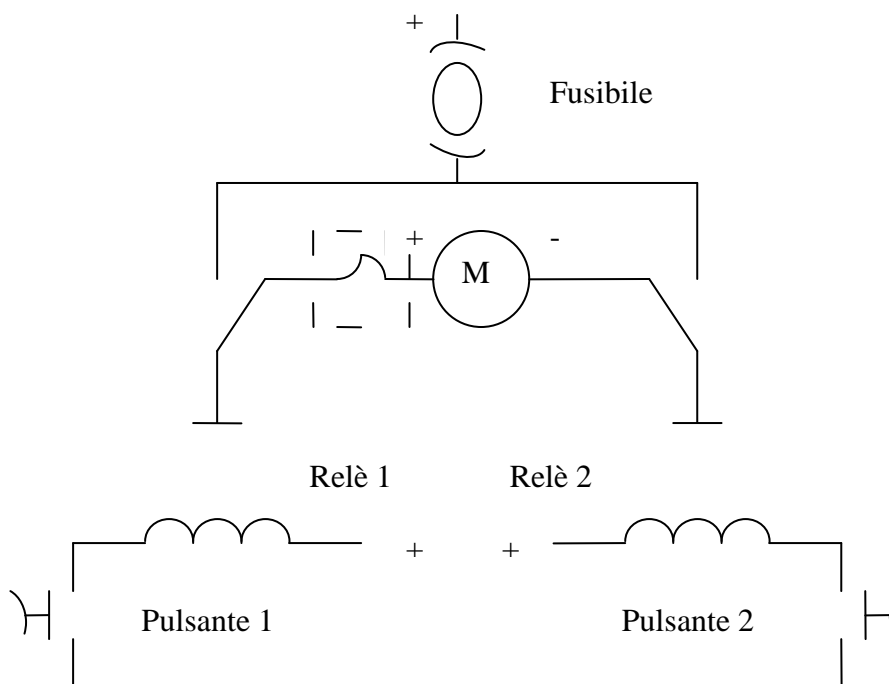 +
Fusibile
+ -
M
Relè 1 Relè 2
+ +
Pulsante 1 Pulsante 2